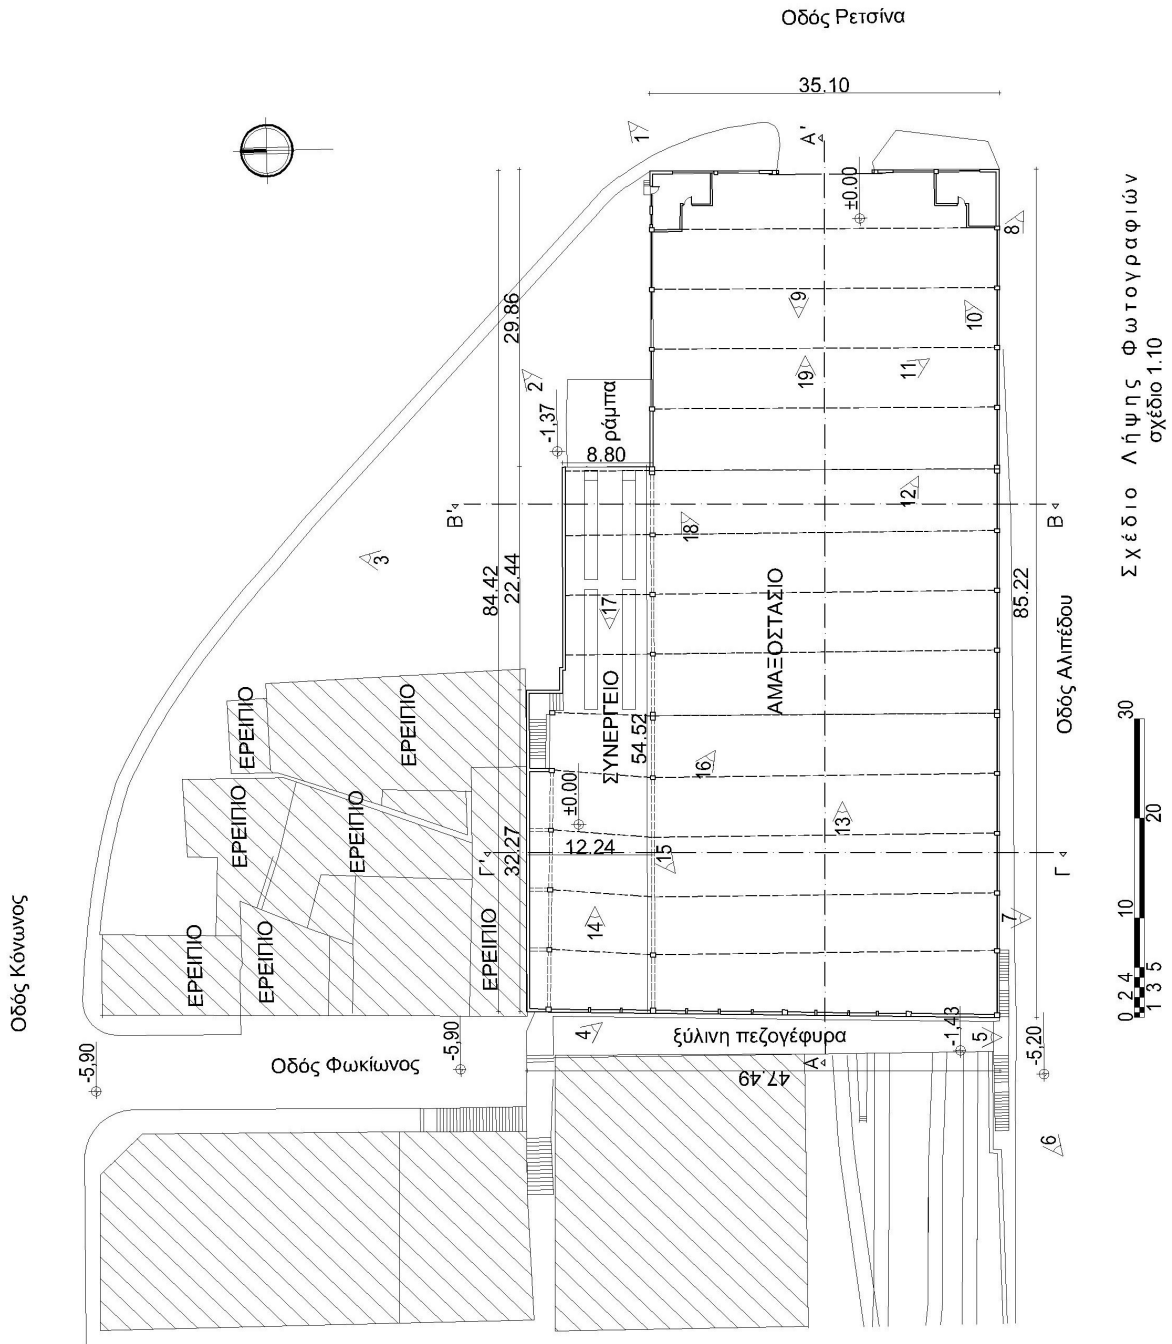 Οδός Ρετσίνα
35.10
1
Α'
±0.00
8
29.86
9
10
2
19
11
-1,37
ράμπα
8.80
12
Β'
18
Β
3
84.42
22.44
17
ΑΜΑΞΟΣΤΑΣΙΟ
85.22
Οδός Αλιπέδου
ΣΥΝΕΡΓΕΙΟ
54.52
ΕΡΕΙΠΙΟ
ΕΡΕΙΠΙΟ
16
±0.00
13
ΕΡΕΙΠΙΟ
ΕΡΕΙΠΙΟ
32.27
12.24
15
Γ'
Γ
14
7
ΕΡΕΙΠΙΟ
ΕΡΕΙΠΙΟ
ΕΡΕΙΠΙΟ
Οδός Κόνωνος
4
ξύλινη πεζογέφυρα
-1,43
5
-5,90
-5,90
Οδός Φωκίωνος
Α
47.49
-5,20
6
Σχέδιο Λήψης Φωτογραφιών
σχέδιο 1.10
0 2 4 10 20 30
1 3 5